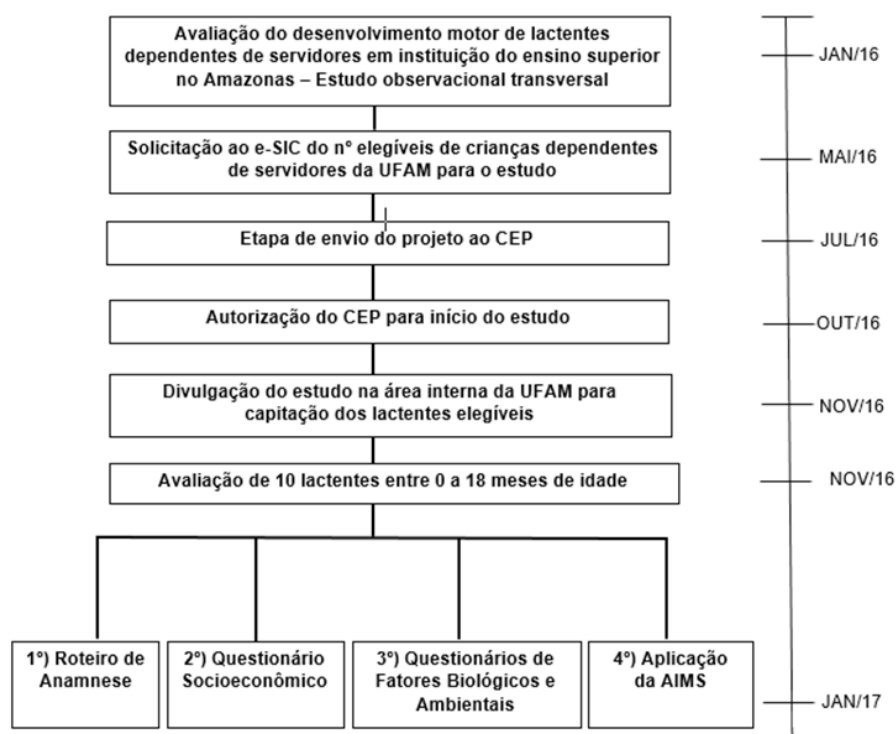 Avaliação do desenvolvimento motor de lactentes
dependentes de servidores em instituição do ensino superior
no Amazonas – Estudo observacional transversal
JAN/16
Solicitação ao e-SIC do nº elegíveis de crianças dependentes
de servidores da UFAM para o estudo
MAI/16
Etapa de envio do projeto ao CEP
JUL/16
Autorização do CEP para início do estudo
OUT/16
Divulgação do estudo na área interna da UFAM para
capitação dos lactentes elegíveis
NOV/16
Avaliação de 10 lactentes entre 0 a 18 meses de idade
NOV/16
1º) Roteiro de
Anamnese
2º) Questionário
Socioeconômico
3º) Questionários de
Fatores Biológicos e
Ambientais
4º) Aplicação
da AIMS
JAN/17